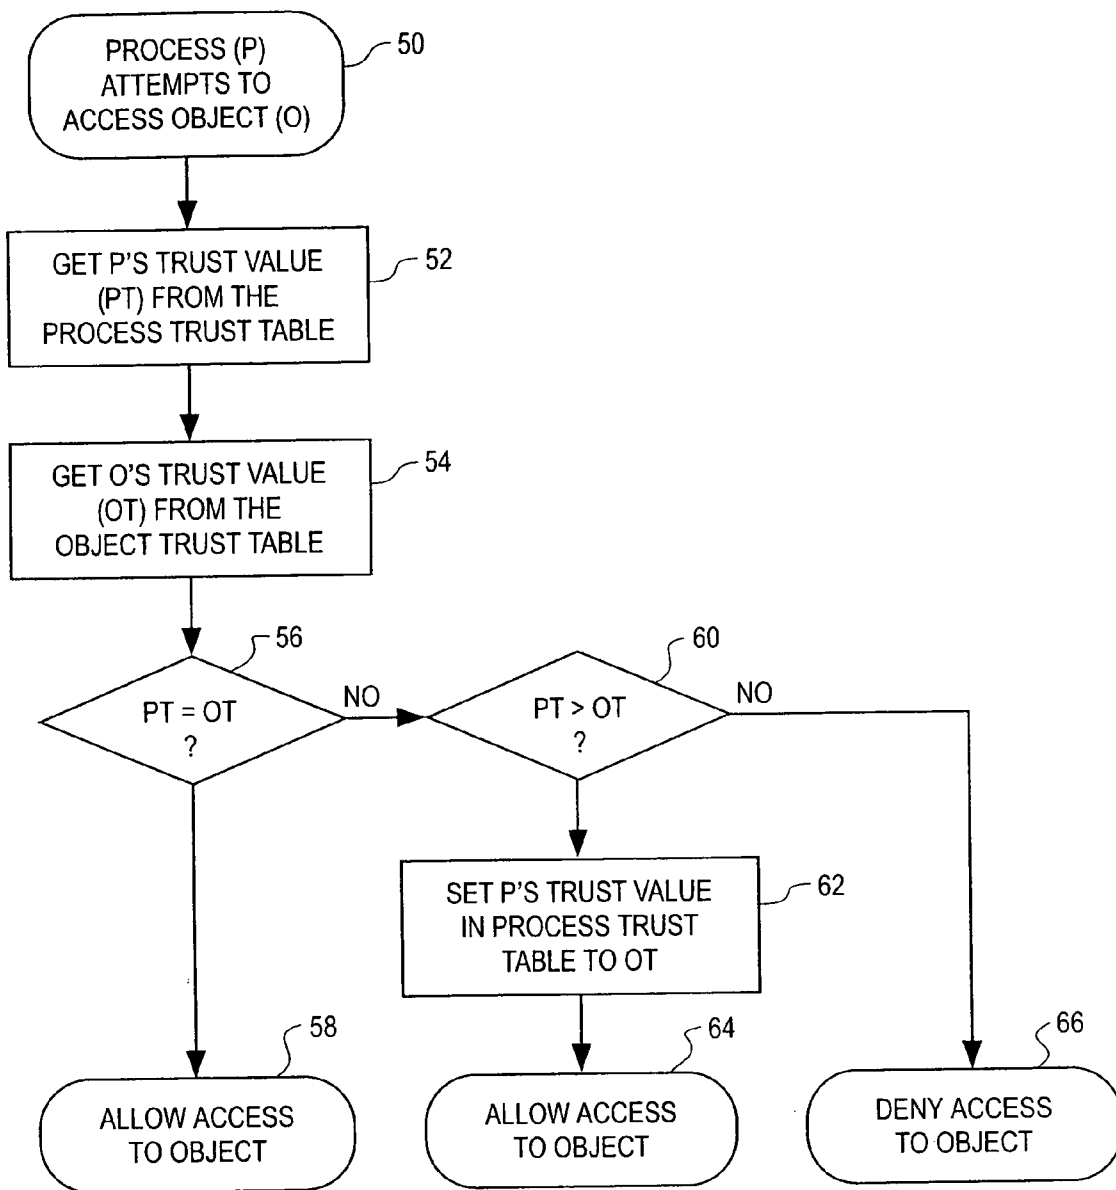 PROCESS (P)
ATTEMPTS TO
ACCESS OBJECT (O)
50
GET P'S TRUST VALUE
(PT) FROM THE
PROCESS TRUST TABLE
52
GET O'S TRUST VALUE
(OT) FROM THE
OBJECT TRUST TABLE
54
PT = OT
?
56
NO
PT > OT
?
60
NO
SET P'S TRUST VALUE
IN PROCESS TRUST
TABLE TO OT
62
ALLOW ACCESS
TO OBJECT
58
ALLOW ACCESS
TO OBJECT
64
DENY ACCESS
TO OBJECT
66